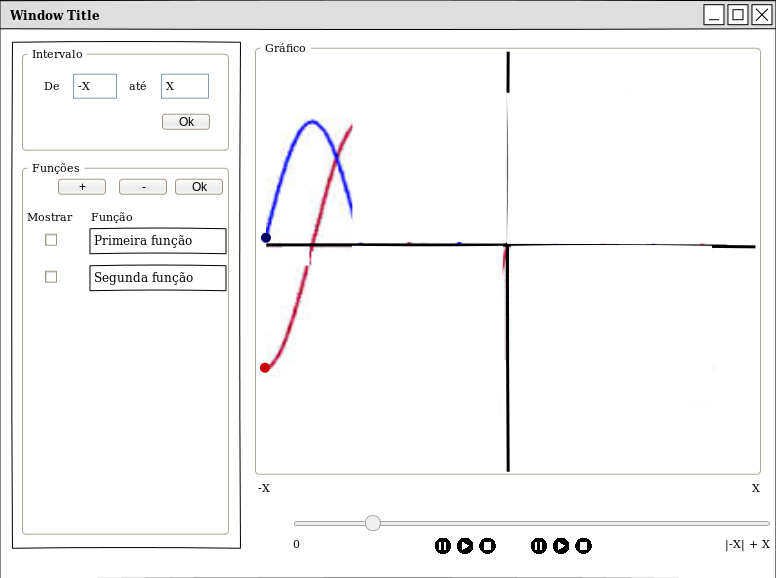 Window Title
Intervalo
De -X até X
Ok
Funções
+ - Ok
Mostrar Função
Primeira função
Segunda função
Gráfico
-X X
0 |-X| + X